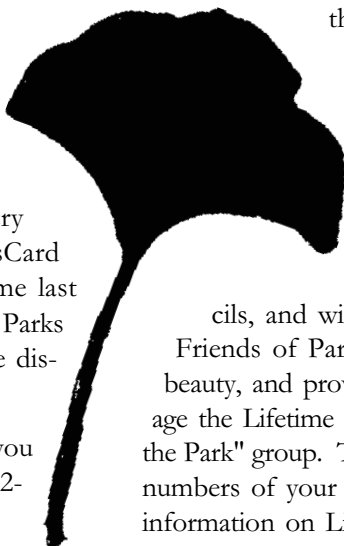 th
ry
sCard
me last
Parks
e dis-
you
2-
cils, and wi
Friends of Par
beauty, and prov
age the Lifetime
the Park" group. T
numbers of your
information on Li